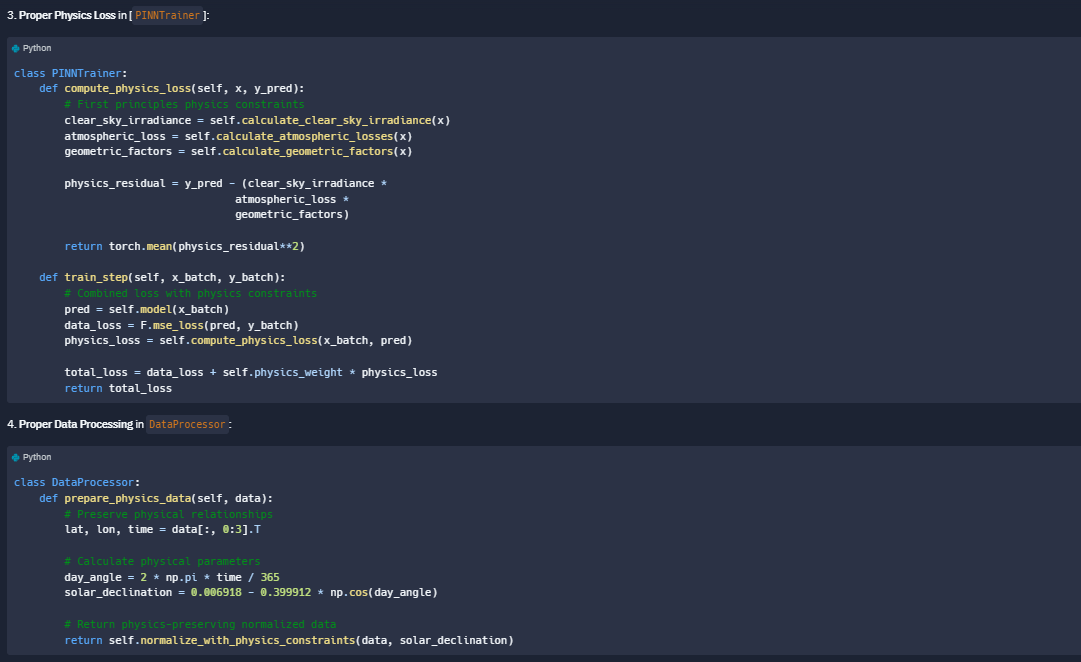 3. Proper Physics Loss in [ PINNTrainer ]:
Python
class PINNTrainer:
    def compute_physics_loss(self, x, y_pred):
        # First principles physics constraints
        clear_sky_irradiance = self.calculate_clear_sky_irradiance(x)
        atmospheric_loss = self.calculate_atmospheric_losses(x)
        geometric_factors = self.calculate_geometric_factors(x)
        physics_residual = y_pred - (clear_sky_irradiance *
                                   atmospheric_loss *
                                   geometric_factors)
        return torch.mean(physics_residual**2)
    def train_step(self, x_batch, y_batch):
        # Combined loss with physics constraints
        pred = self.model(x_batch)
        data_loss = F.mse_loss(pred, y_batch)
        physics_loss = self.compute_physics_loss(x_batch, pred)
        total_loss = data_loss + self.physics_weight * physics_loss
        return total_loss
4. Proper Data Processing in DataProcessor :
Python
class DataProcessor:
    def prepare_physics_data(self, data):
        # Preserve physical relationships
        lat, lon, time = data[:, 0:3].T
        # Calculate physical parameters
        day_angle = 2 * np.pi * time / 365
        solar_declination = 0.006918 - 0.399912 * np.cos(day_angle)
        # Return physics-preserving normalized data
        return self.normalize_with_physics_constraints(data, solar_declination)